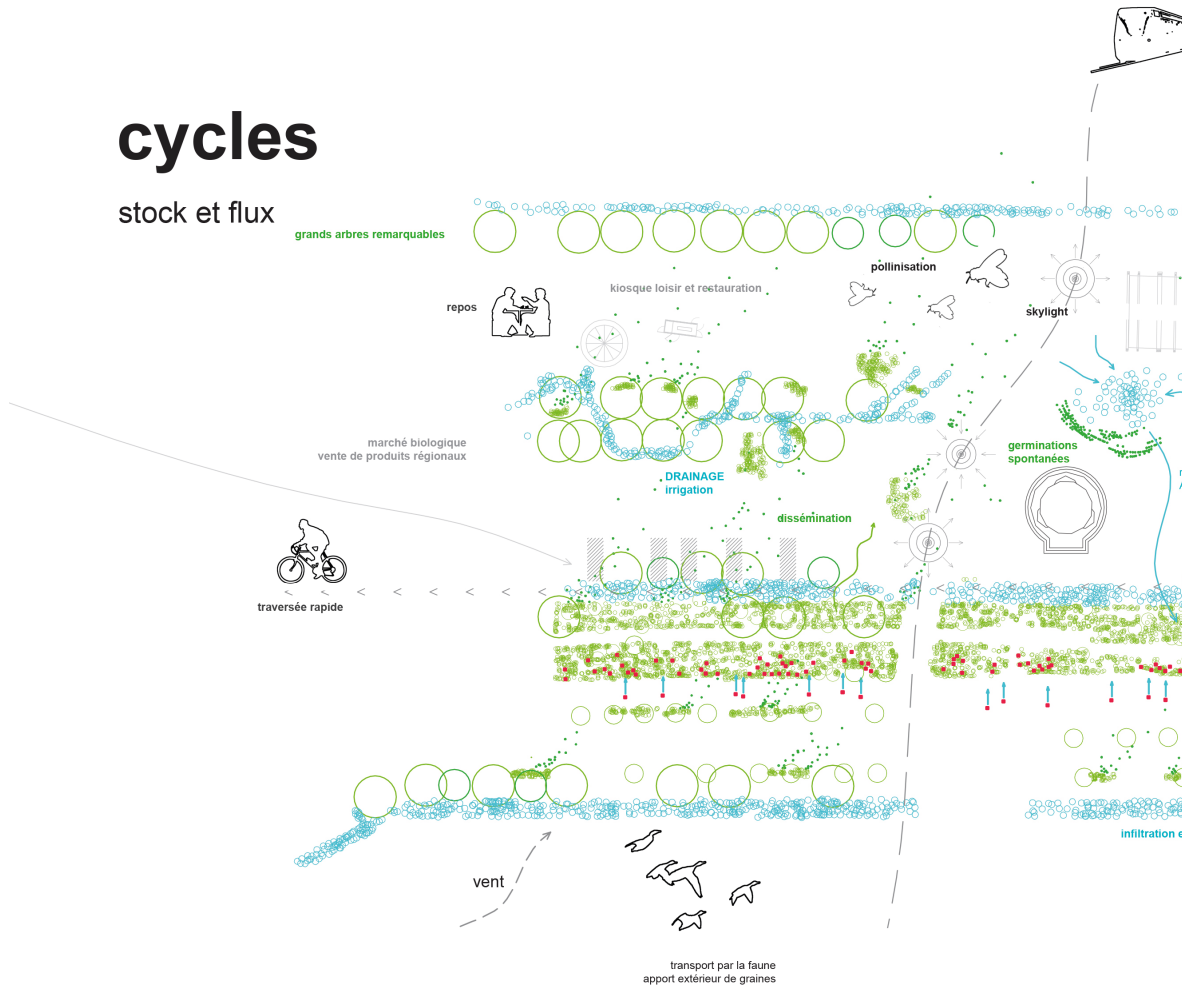 cycles
stock et flux
grands arbres remarquables
pollinisation
kiosque loisir et restauration
repos
skylight
marché biologique
vente de produits régionaux
germinations
spontanées
DRAINAGE
irrigation
dissémination
traversée rapide
infiltration e
vent
transport par la faune
apport extérieur de graines